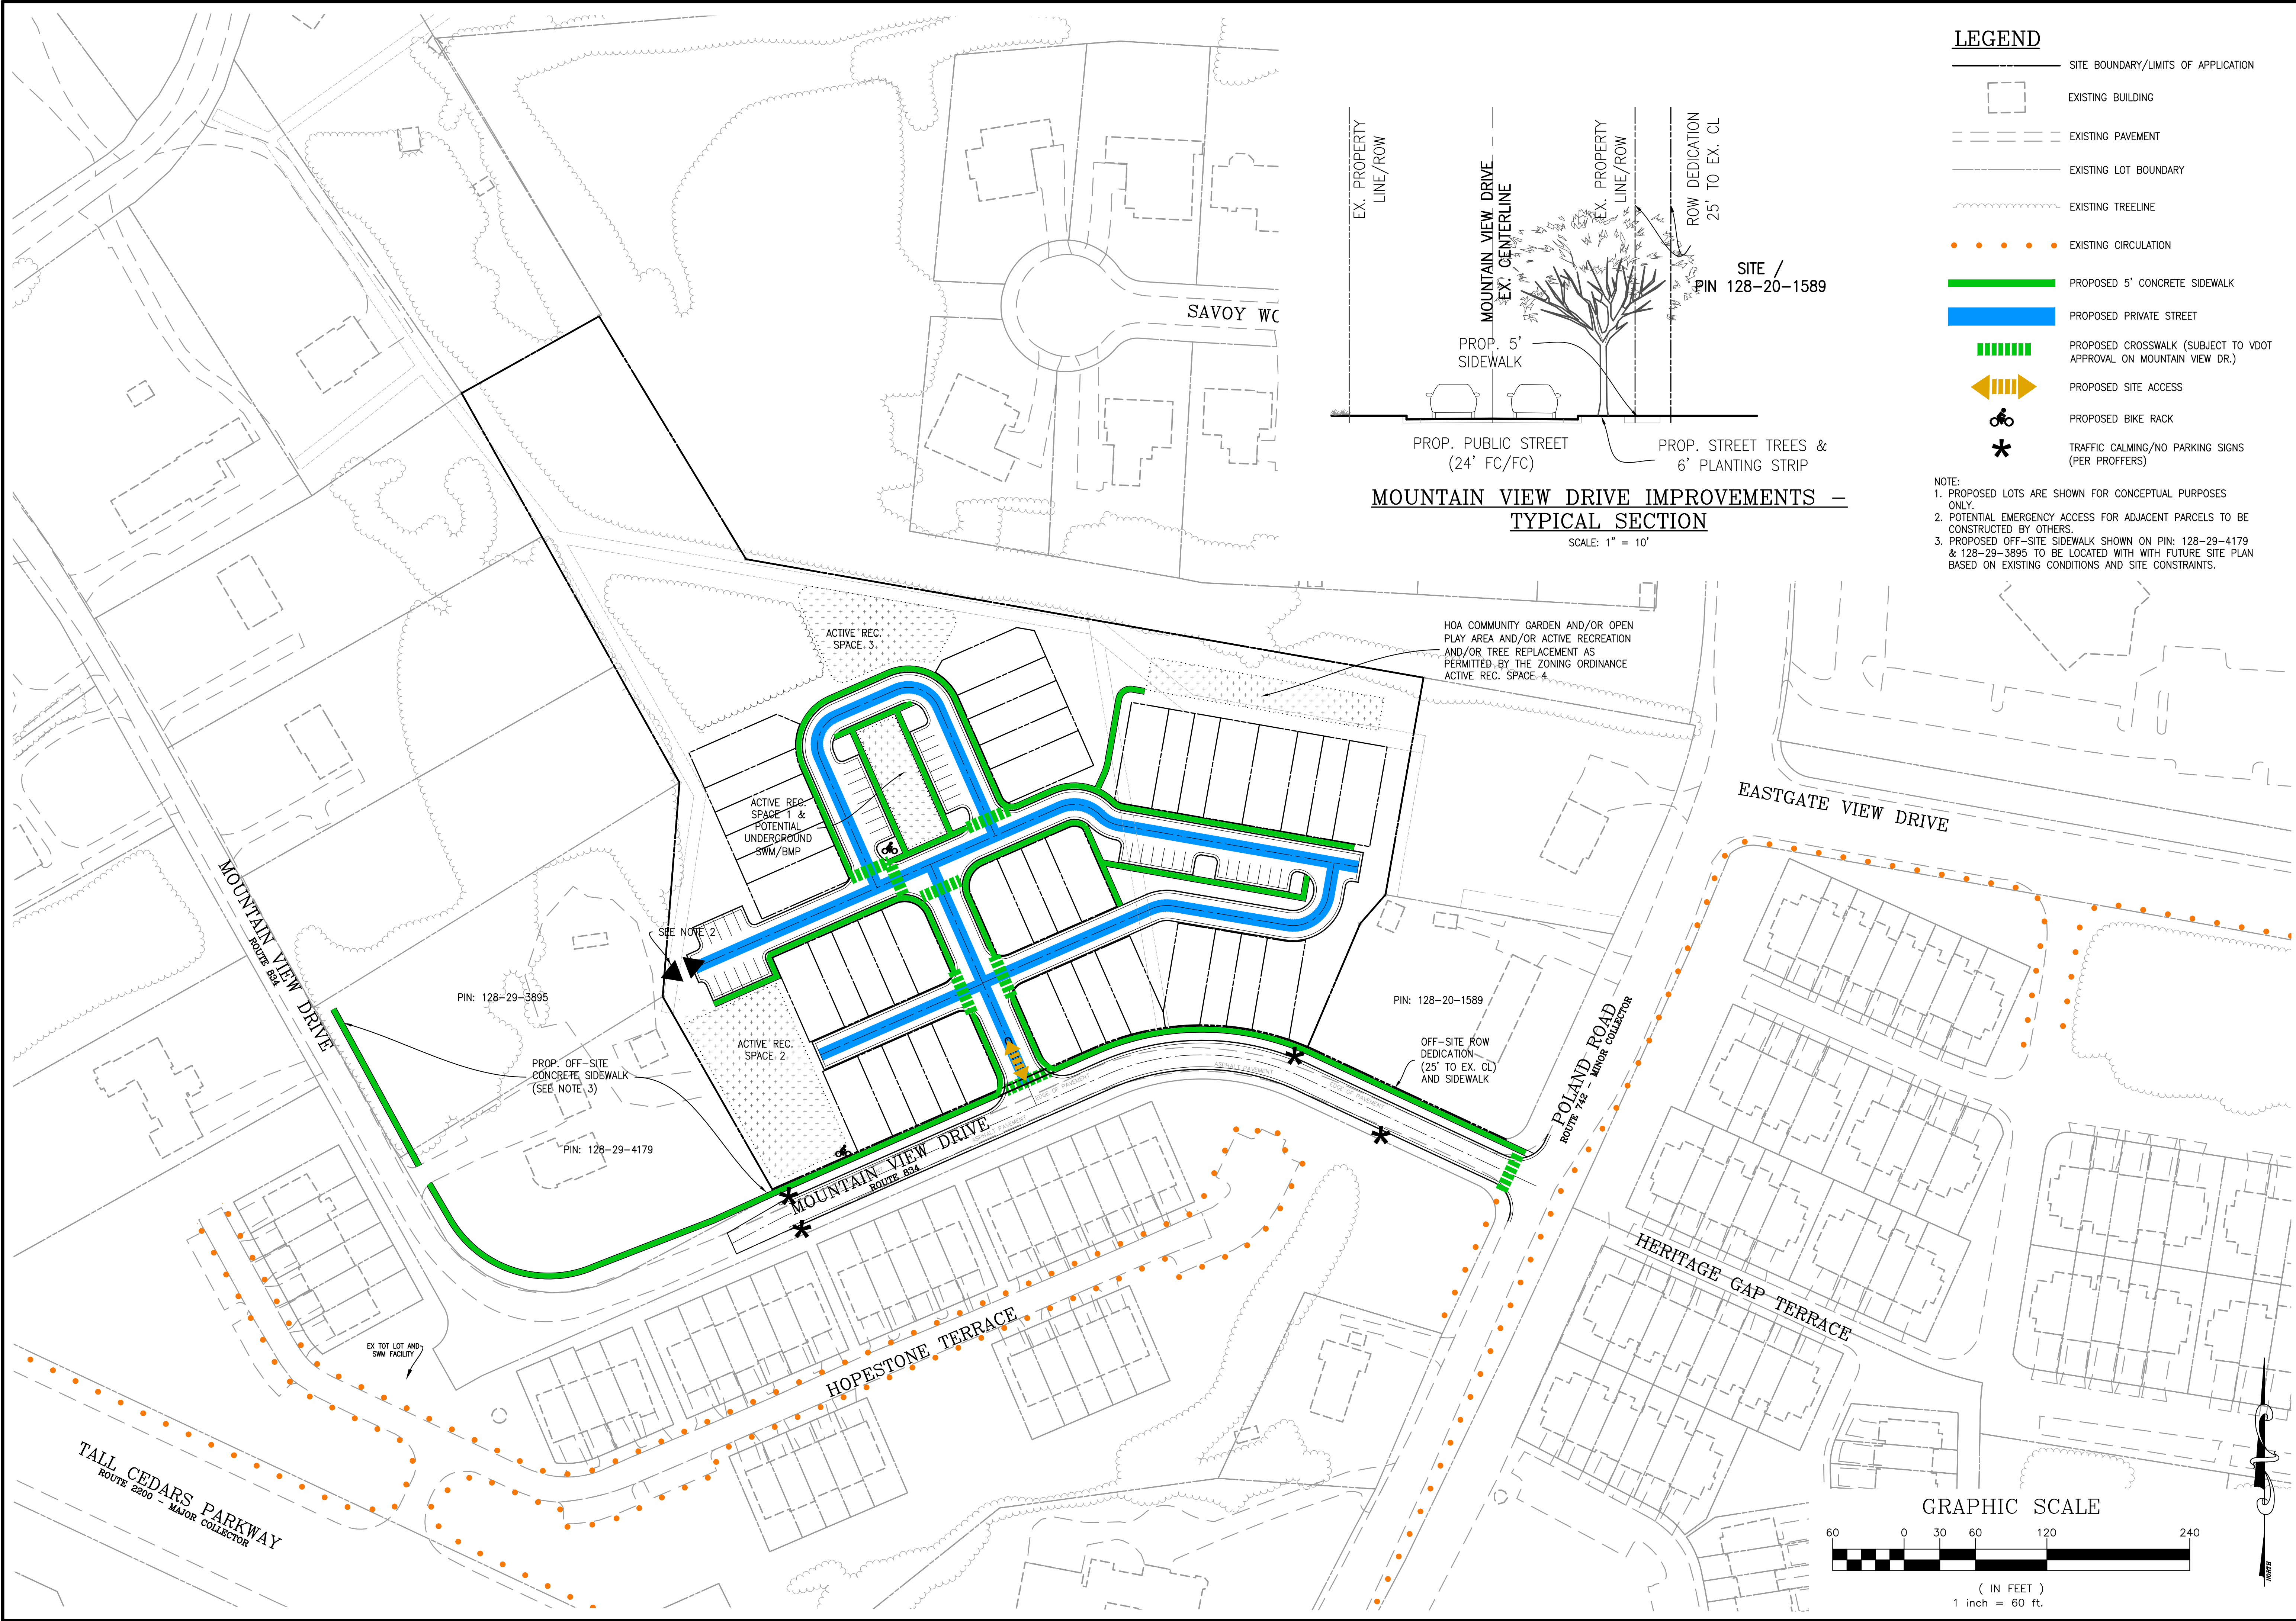 LEGEND
SITE BOUNDARY/LIMITS OF APPLICATION
EXISTING BUILDING
EXISTING PAVEMENT
EXISTING LOT BOUNDARY
EXISTING TREELINE
EXISTING CIRCULATION
PROPOSED 5' CONCRETE SIDEWALK
PROPOSED PRIVATE STREET
PROPOSED CROSSWALK (SUBJECT TO VDOT
APPROVAL ON MOUNTAIN VIEW DR.)
PROPOSED SITE ACCESS
PROPOSED BIKE RACK
TRAFFIC CALMING/NO PARKING SIGNS
(PER PROFFERS)
NOTE:
1. PROPOSED LOTS ARE SHOWN FOR CONCEPTUAL PURPOSES
ONLY.
2. POTENTIAL EMERGENCY ACCESS FOR ADJACENT PARCELS TO BE
CONSTRUCTED BY OTHERS.
3. PROPOSED OFF-SITE SIDEWALK SHOWN ON PIN: 128-29-4179
& 128-29-3895 TO BE LOCATED WITH WITH FUTURE SITE PLAN
BASED ON EXISTING CONDITIONS AND SITE CONSTRAINTS.
EX. PROPERTY
LINE/ROW
MOUNTAIN VIEW DRIVE
EX. CENTERLINE
EX. PROPERTY
LINE/ROW
ROW DEDICATION
25' TO EX. CL
SITE /
PIN 128-20-1589
PROP. 5'
SIDEWALK
PROP. PUBLIC STREET
(24' FC/FC)
PROP. STREET TREES &
6' PLANTING STRIP
MOUNTAIN VIEW DRIVE IMPROVEMENTS -
TYPICAL SECTION
SCALE: 1" = 10'
SAVOY WO
ACTIVE REC.
SPACE 3
HOA COMMUNITY GARDEN AND/OR OPEN
PLAY AREA AND/OR ACTIVE RECREATION
AND/OR TREE REPLACEMENT AS
PERMITTED BY THE ZONING ORDINANCE
ACTIVE REC. SPACE 4
ACTIVE REC.
SPACE 1 &
POTENTIAL
UNDERGROUND
SWM/BMP
EASTGATE VIEW DRIVE
MOUNTAIN VIEW DRIVE
ROUTE 834
SEE NOTE 2
PIN: 128-29-3895
PIN: 128-20-1589
PROP. OFF-SITE
CONCRETE SIDEWALK
(SEE NOTE 3)
ACTIVE REC.
SPACE 2
OFF-SITE ROW
DEDICATION
(25' TO EX. CL)
AND SIDEWALK
POLAND ROAD
ROUTE 742 - MINOR COLLECTOR
ASPHALT PAVEMENT
EDGE OF PAVEMENT
EDGE OF PAVEMENT
ASPHALT PAVEMENT
PIN: 128-29-4179
MOUNTAIN VIEW DRIVE
ROUTE 834
HERITAGE GAP TERRACE
HOPESTONE TERRACE
EX TOT LOT AND
SWM FACILITY
TALL CEDARS PARKWAY
ROUTE 2200 - MAJOR COLLECTOR
GRAPHIC SCALE
60 0 30 60 120 240
( IN FEET )
1 inch = 60 ft.
NORTH